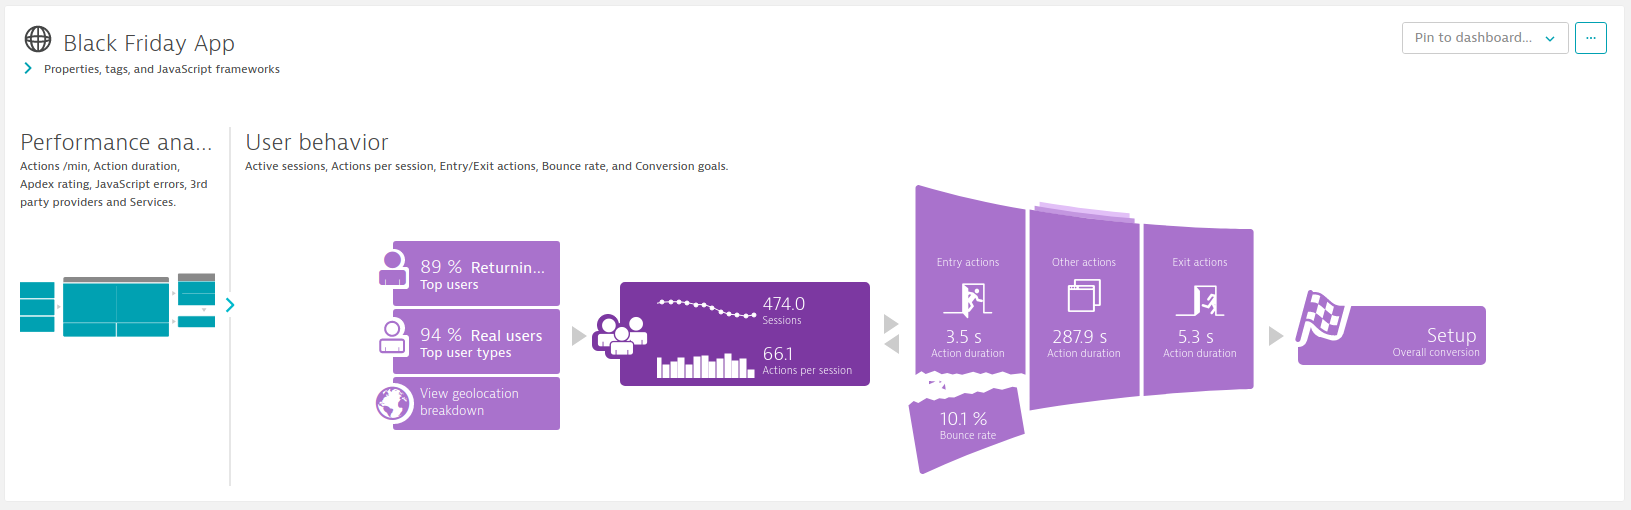 Black Friday App
Properties, tags, and JavaScript frameworks
Pin to dashboard...
...
Performance ana...
Actions /min, Action duration,
Apdex rating, JavaScript errors, 3rd
party providers and Services.
User behavior
Active sessions, Actions per session, Entry/Exit actions, Bounce rate, and Conversion goals.
89 % Returnin...
Top users
94 % Real users
Top user types
View geolocation
breakdown
474.0
Sessions
66.1
Actions per session
Entry actions
3.5 s
Action duration
10.1 %
Bounce rate
Other actions
287.9 s
Action duration
Exit actions
5.3 s
Action duration
Setup
Overall conversion